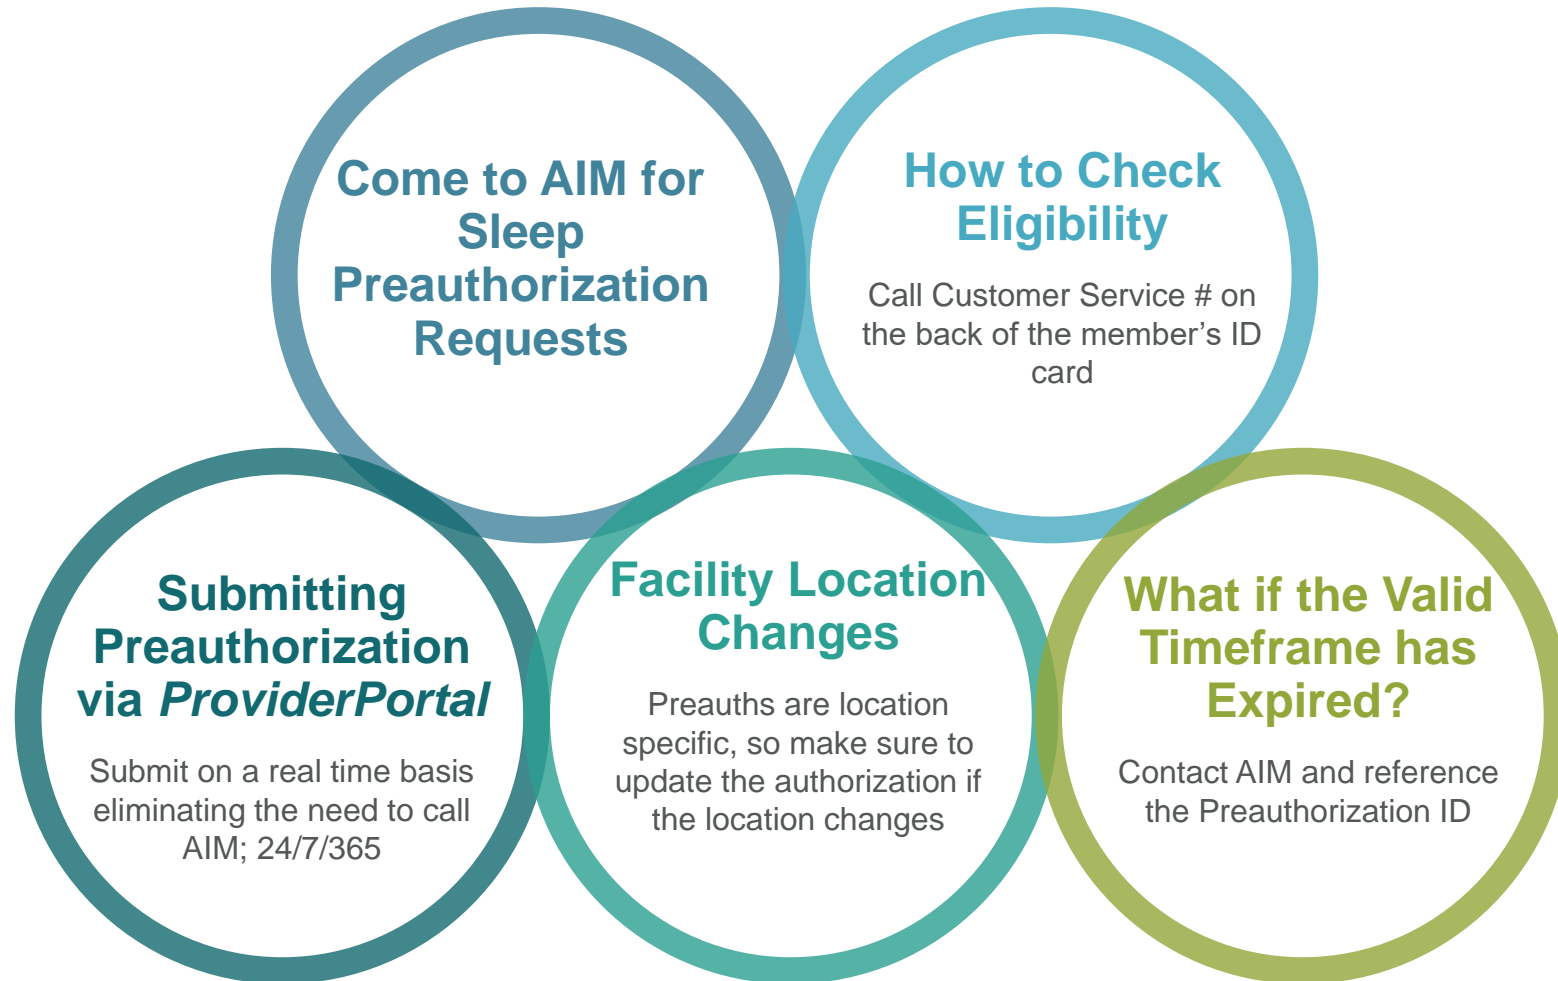 Come to AIM for
Sleep
Preauthorization
Requests
How to Check
Eligibility
Call Customer Service # on
the back of the member’s ID
card
Submitting
Preauthorization
via ProviderPortal
Submit on a real time basis
eliminating the need to call
AIM; 24/7/365
Facility Location
Changes
Preauths are location
specific, so make sure to
update the authorization if
the location changes
What if the Valid
Timeframe has
Expired?
Contact AIM and reference
the Preauthorization ID